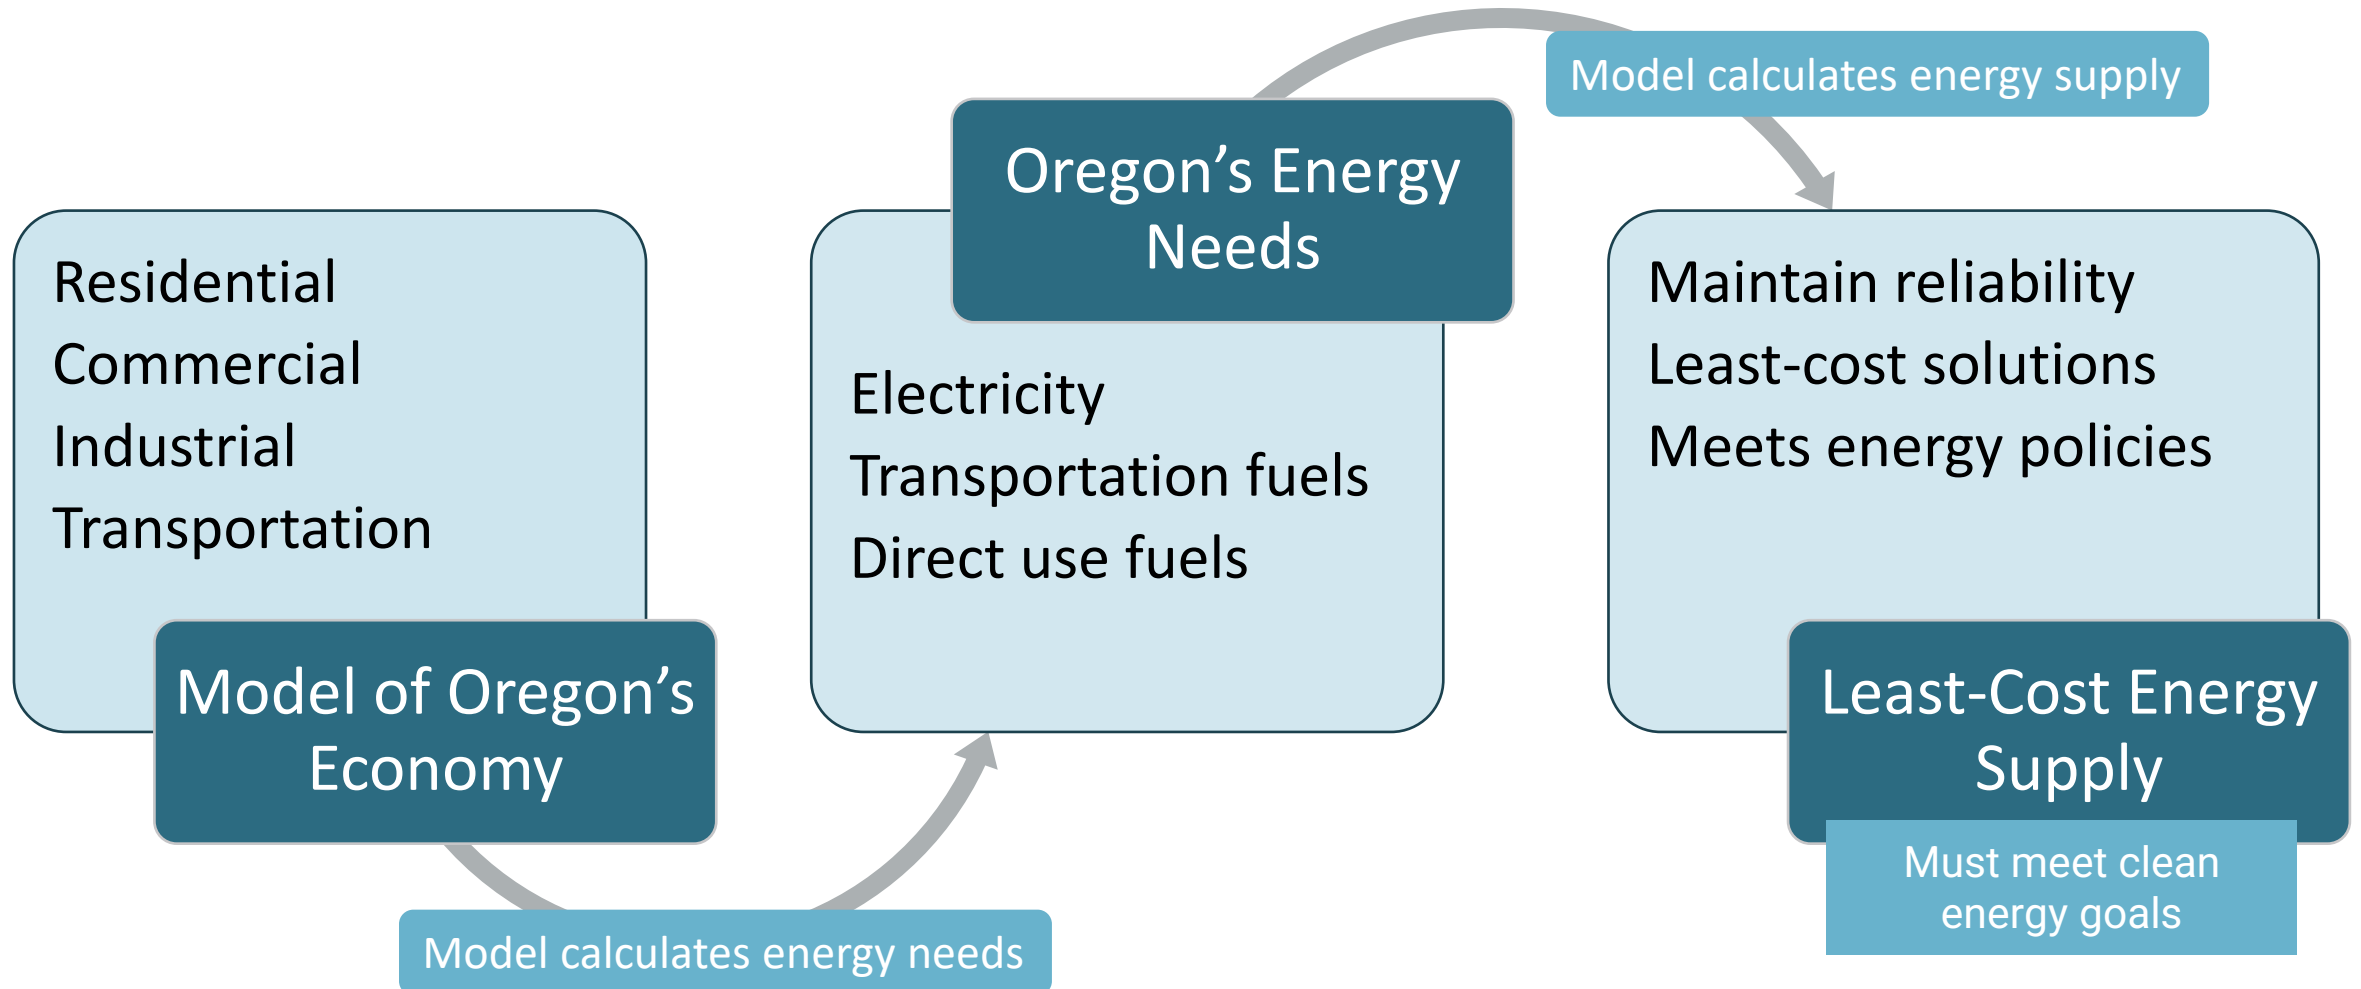 Residential
Commercial
Industrial
Transportation
Model of Oregon’s
Economy
Model calculates energy needs
Oregon’s Energy
Needs
Electricity
Transportation fuels
Direct use fuels
Model calculates energy supply
Maintain reliability
Least-cost solutions
Meets energy policies
Least-Cost Energy
Supply
Must meet clean
energy goals